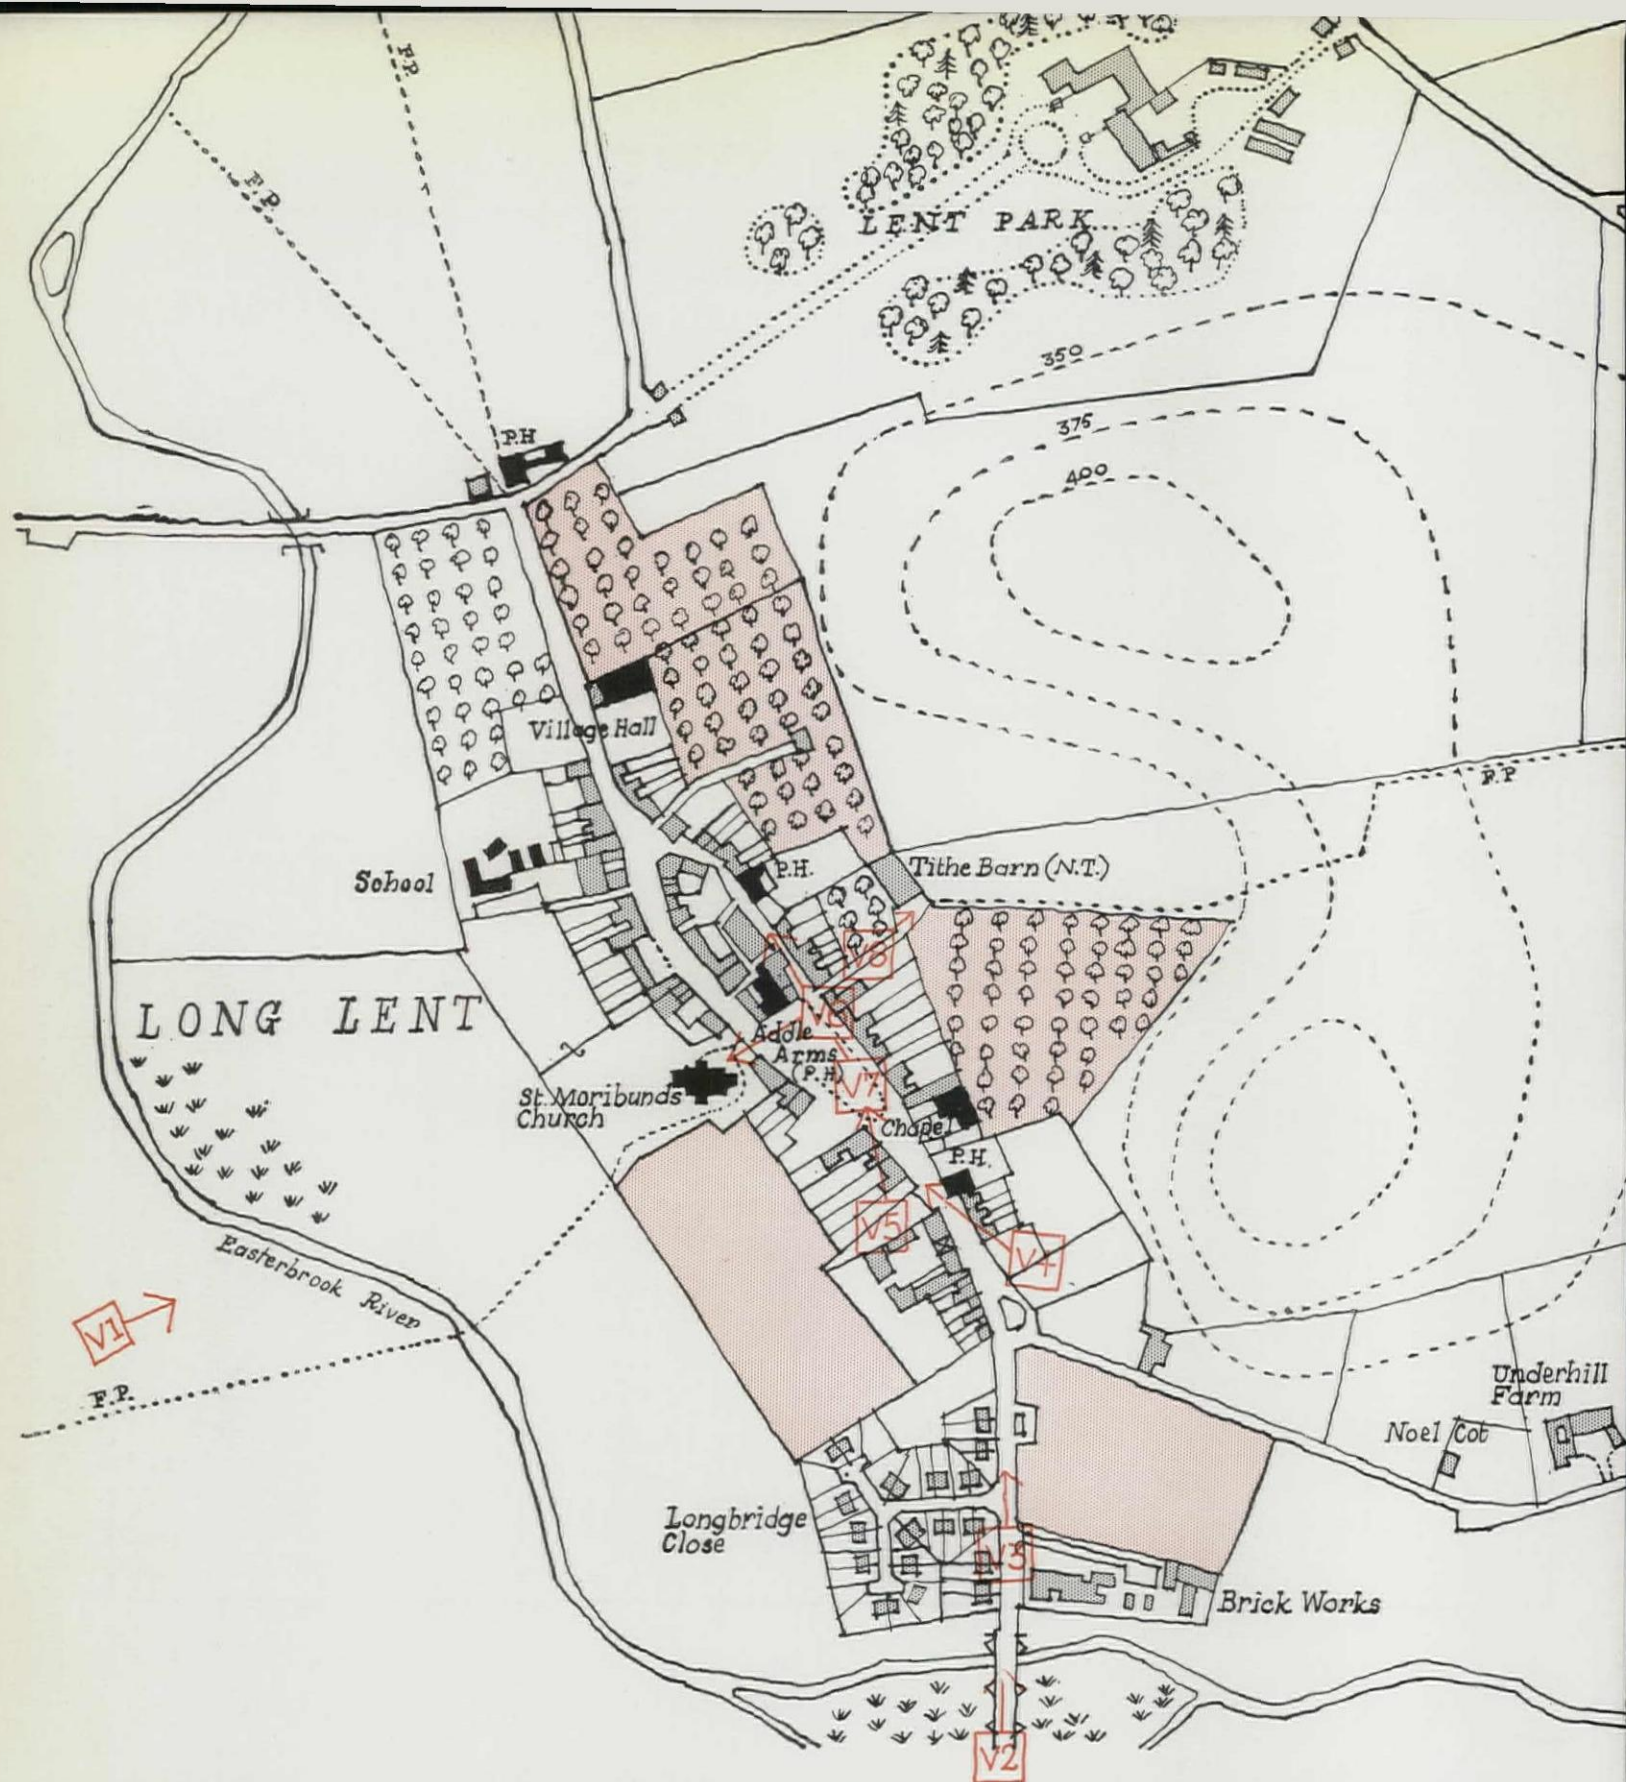 F.P.
F.P.
LENT PARK
350
P.H
375
400
Village Hall
F.P
School
P.H.
Tithe Barn (N.T.)
V6
LONG LENT
Addle
Arms
(P.H)
V7
St. Moribunds
Church
Chapel
P.H.
V5
V4
Easterbrook River
V1
F.P.
Underhill
Farm
Noel Cot
Longbridge
Close
V3
Brick Works
V2